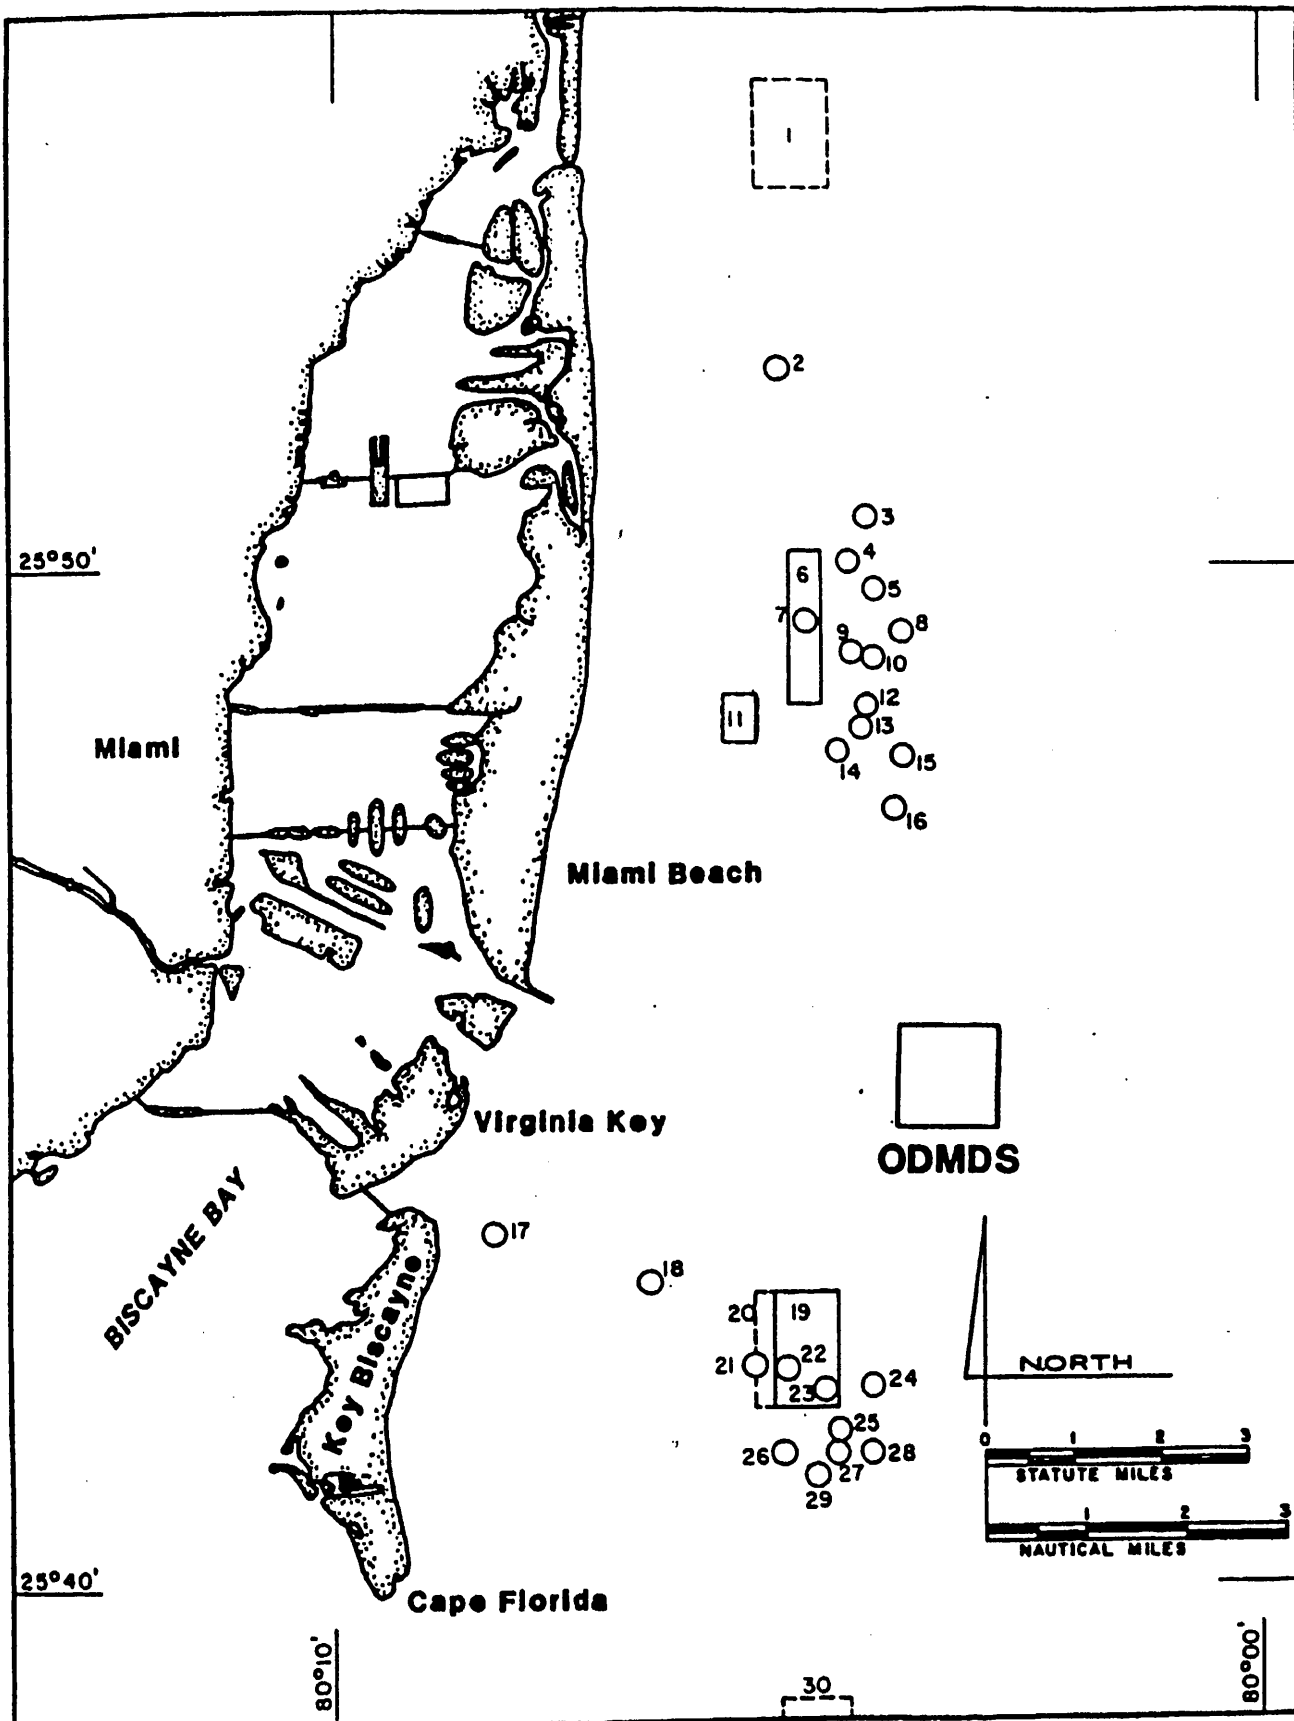 1
2
3
25°50'
4
6
5
7
8
9
10
12
11
13
Miami
14
15
16
Miami Beach
Virginia Key
ODMDS
BISCAYNE BAY
17
18
Key Biscayne
20
19
21
22
NORTH
23
24
25
0 1 2 3
26
27
28
STATUTE MILES
29
1 2 3
NAUTICAL MILES
25°40'
Cape Florida
80°10'
80°00'
30